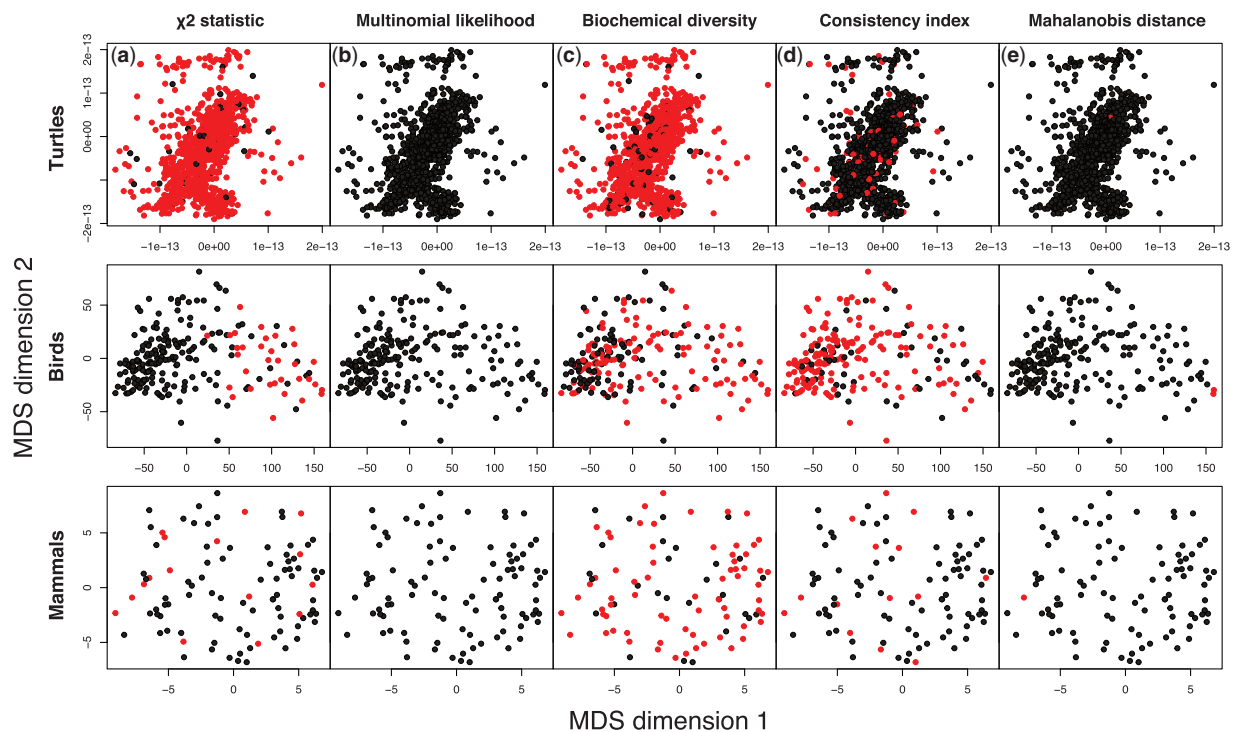 χ2 statistic Multinomial likelihood Biochemical diversity Consistency index Mahalanobis distance
(a) (b) (c) (d) (e)
Turtles
2e−13
1e−13
0e+00
−2e−13
−1e−13 0e+00 1e−13 2e−13 −1e−13 0e+00 1e−13 2e−13 −1e−13 0e+00 1e−13 2e−13 −1e−13 0e+00 1e−13 2e−13 −1e−13 0e+00 1e−13 2e−13
MDS dimension 2
Birds
50
0
−50
−50 0 50 100 150 −50 0 50 100 150 −50 0 50 100 150 −50 0 50 100 150 −50 0 50 100 150
Mammals
5
0
−5
−5 0 5 −5 0 5 −5 0 5 −5 0 5 −5 0 5
MDS dimension 1